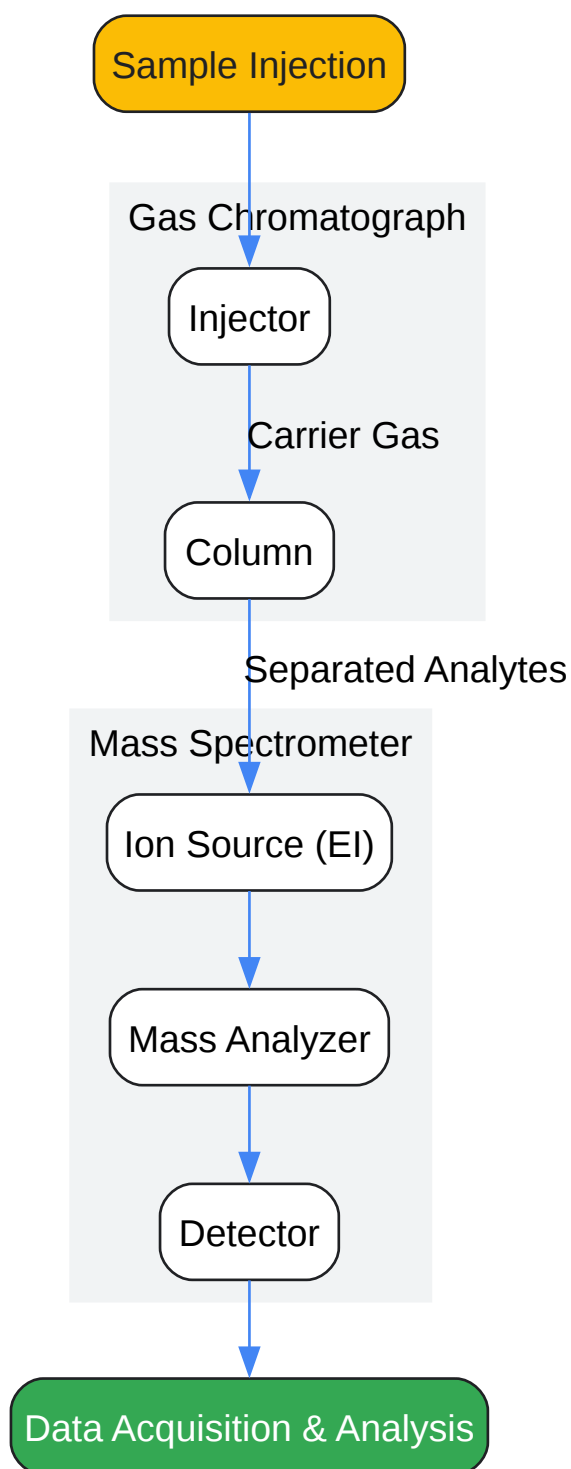 Sample Injection
Gas Chromatograph
Injector
Carrier Gas
Column
Separated Analytes
Mass Spectrometer
Ion Source (EI)
Mass Analyzer
Detector
Data Acquisition & Analysis